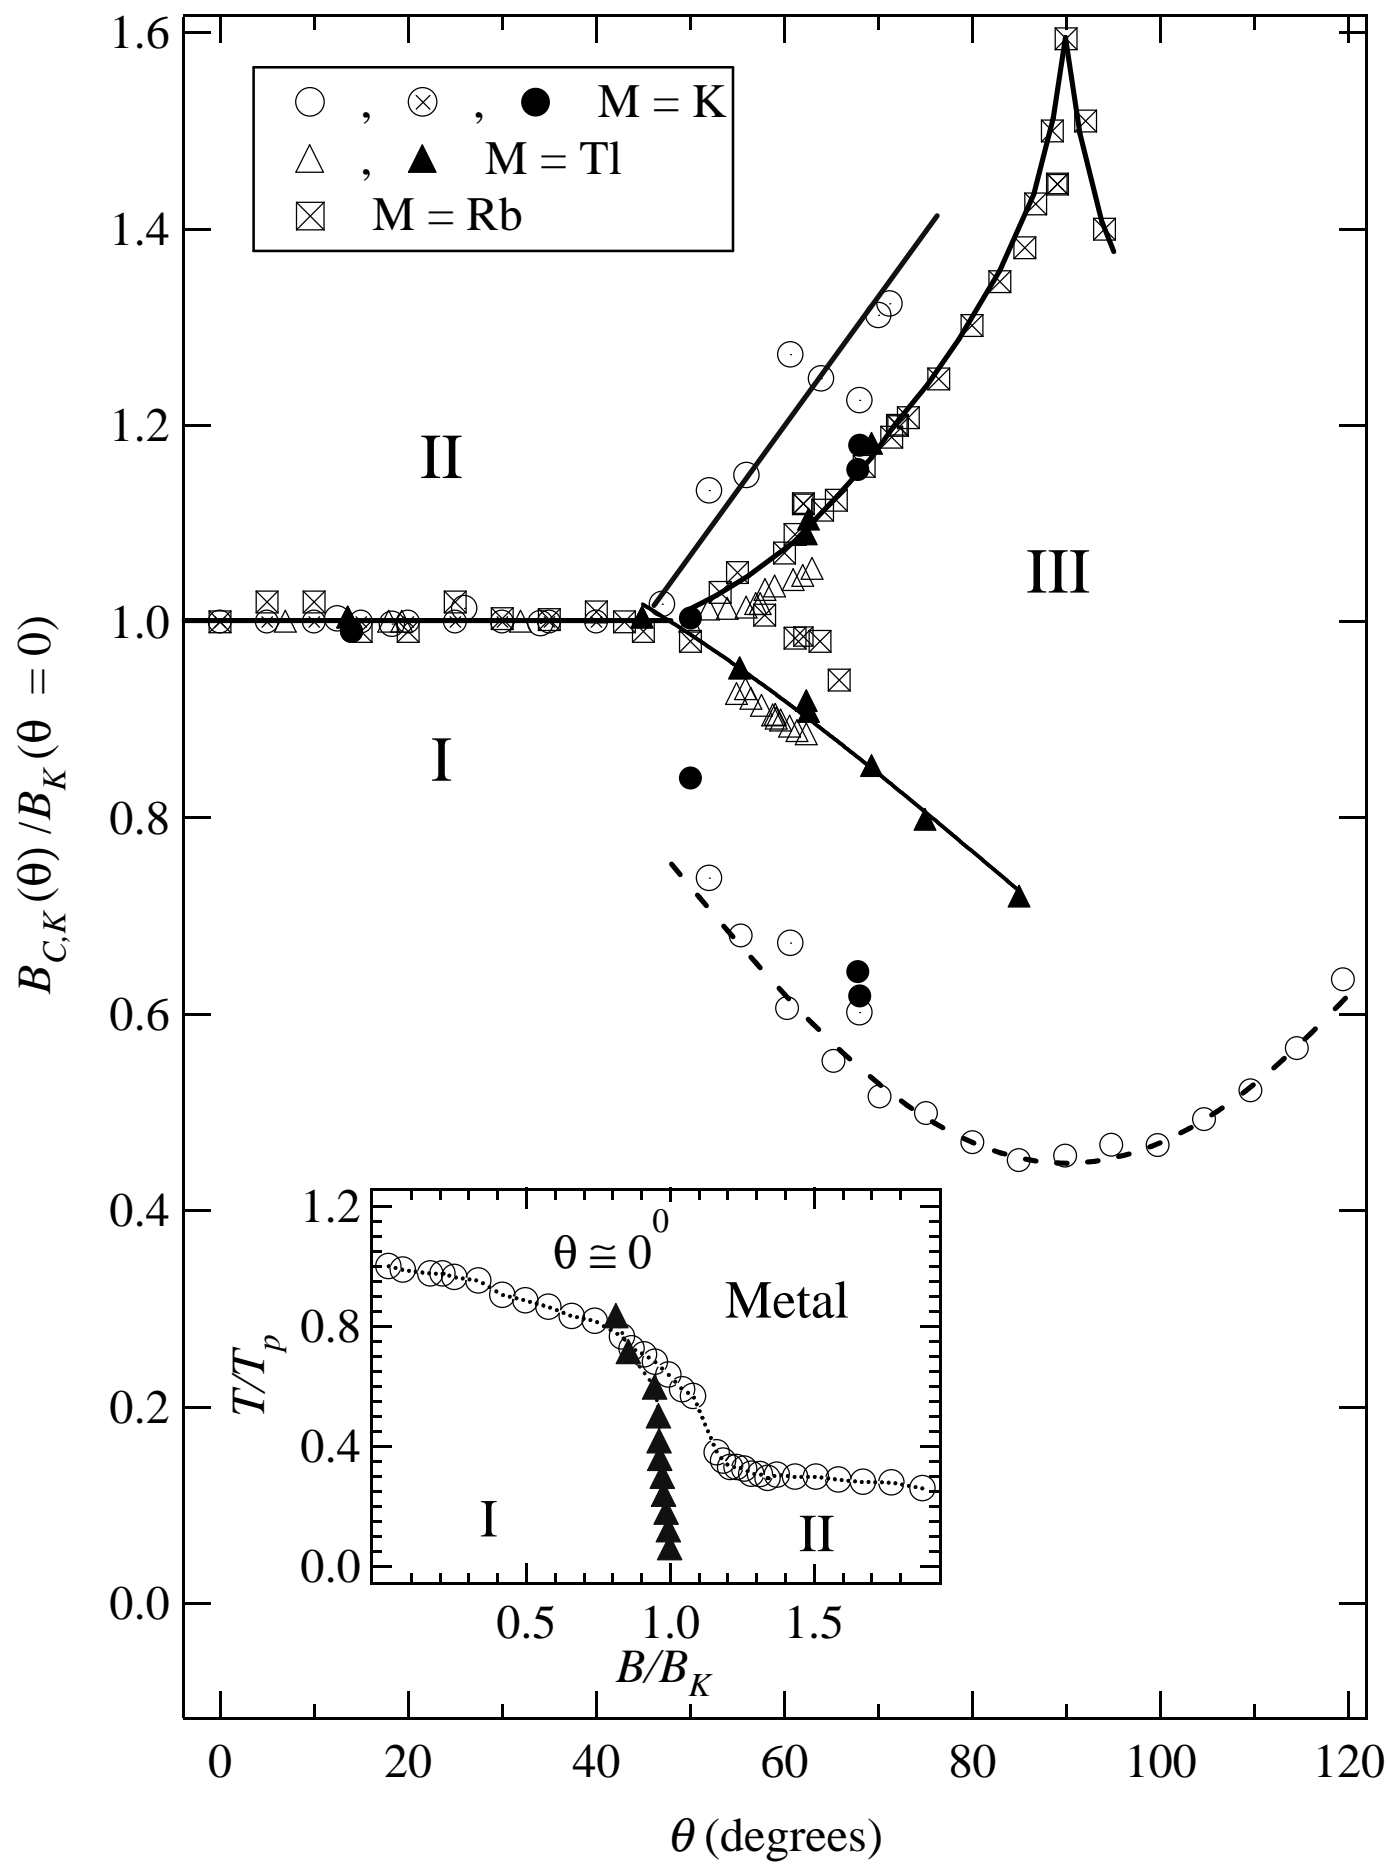 1.6
1.4
1.2
1.0
0.8
0.6
0.4
0.2
0.0
B_{C,K}(θ)/B_K(θ = 0)
, , M = K
, M = Tl
M = Rb
II
III
I
1.2
0.8
0.4
0.0
T/T_p
θ ≅ 0^0
Metal
I
II
0.5 1.0 1.5
B/B_K
0 20 40 60 80 100 120
θ (degrees)